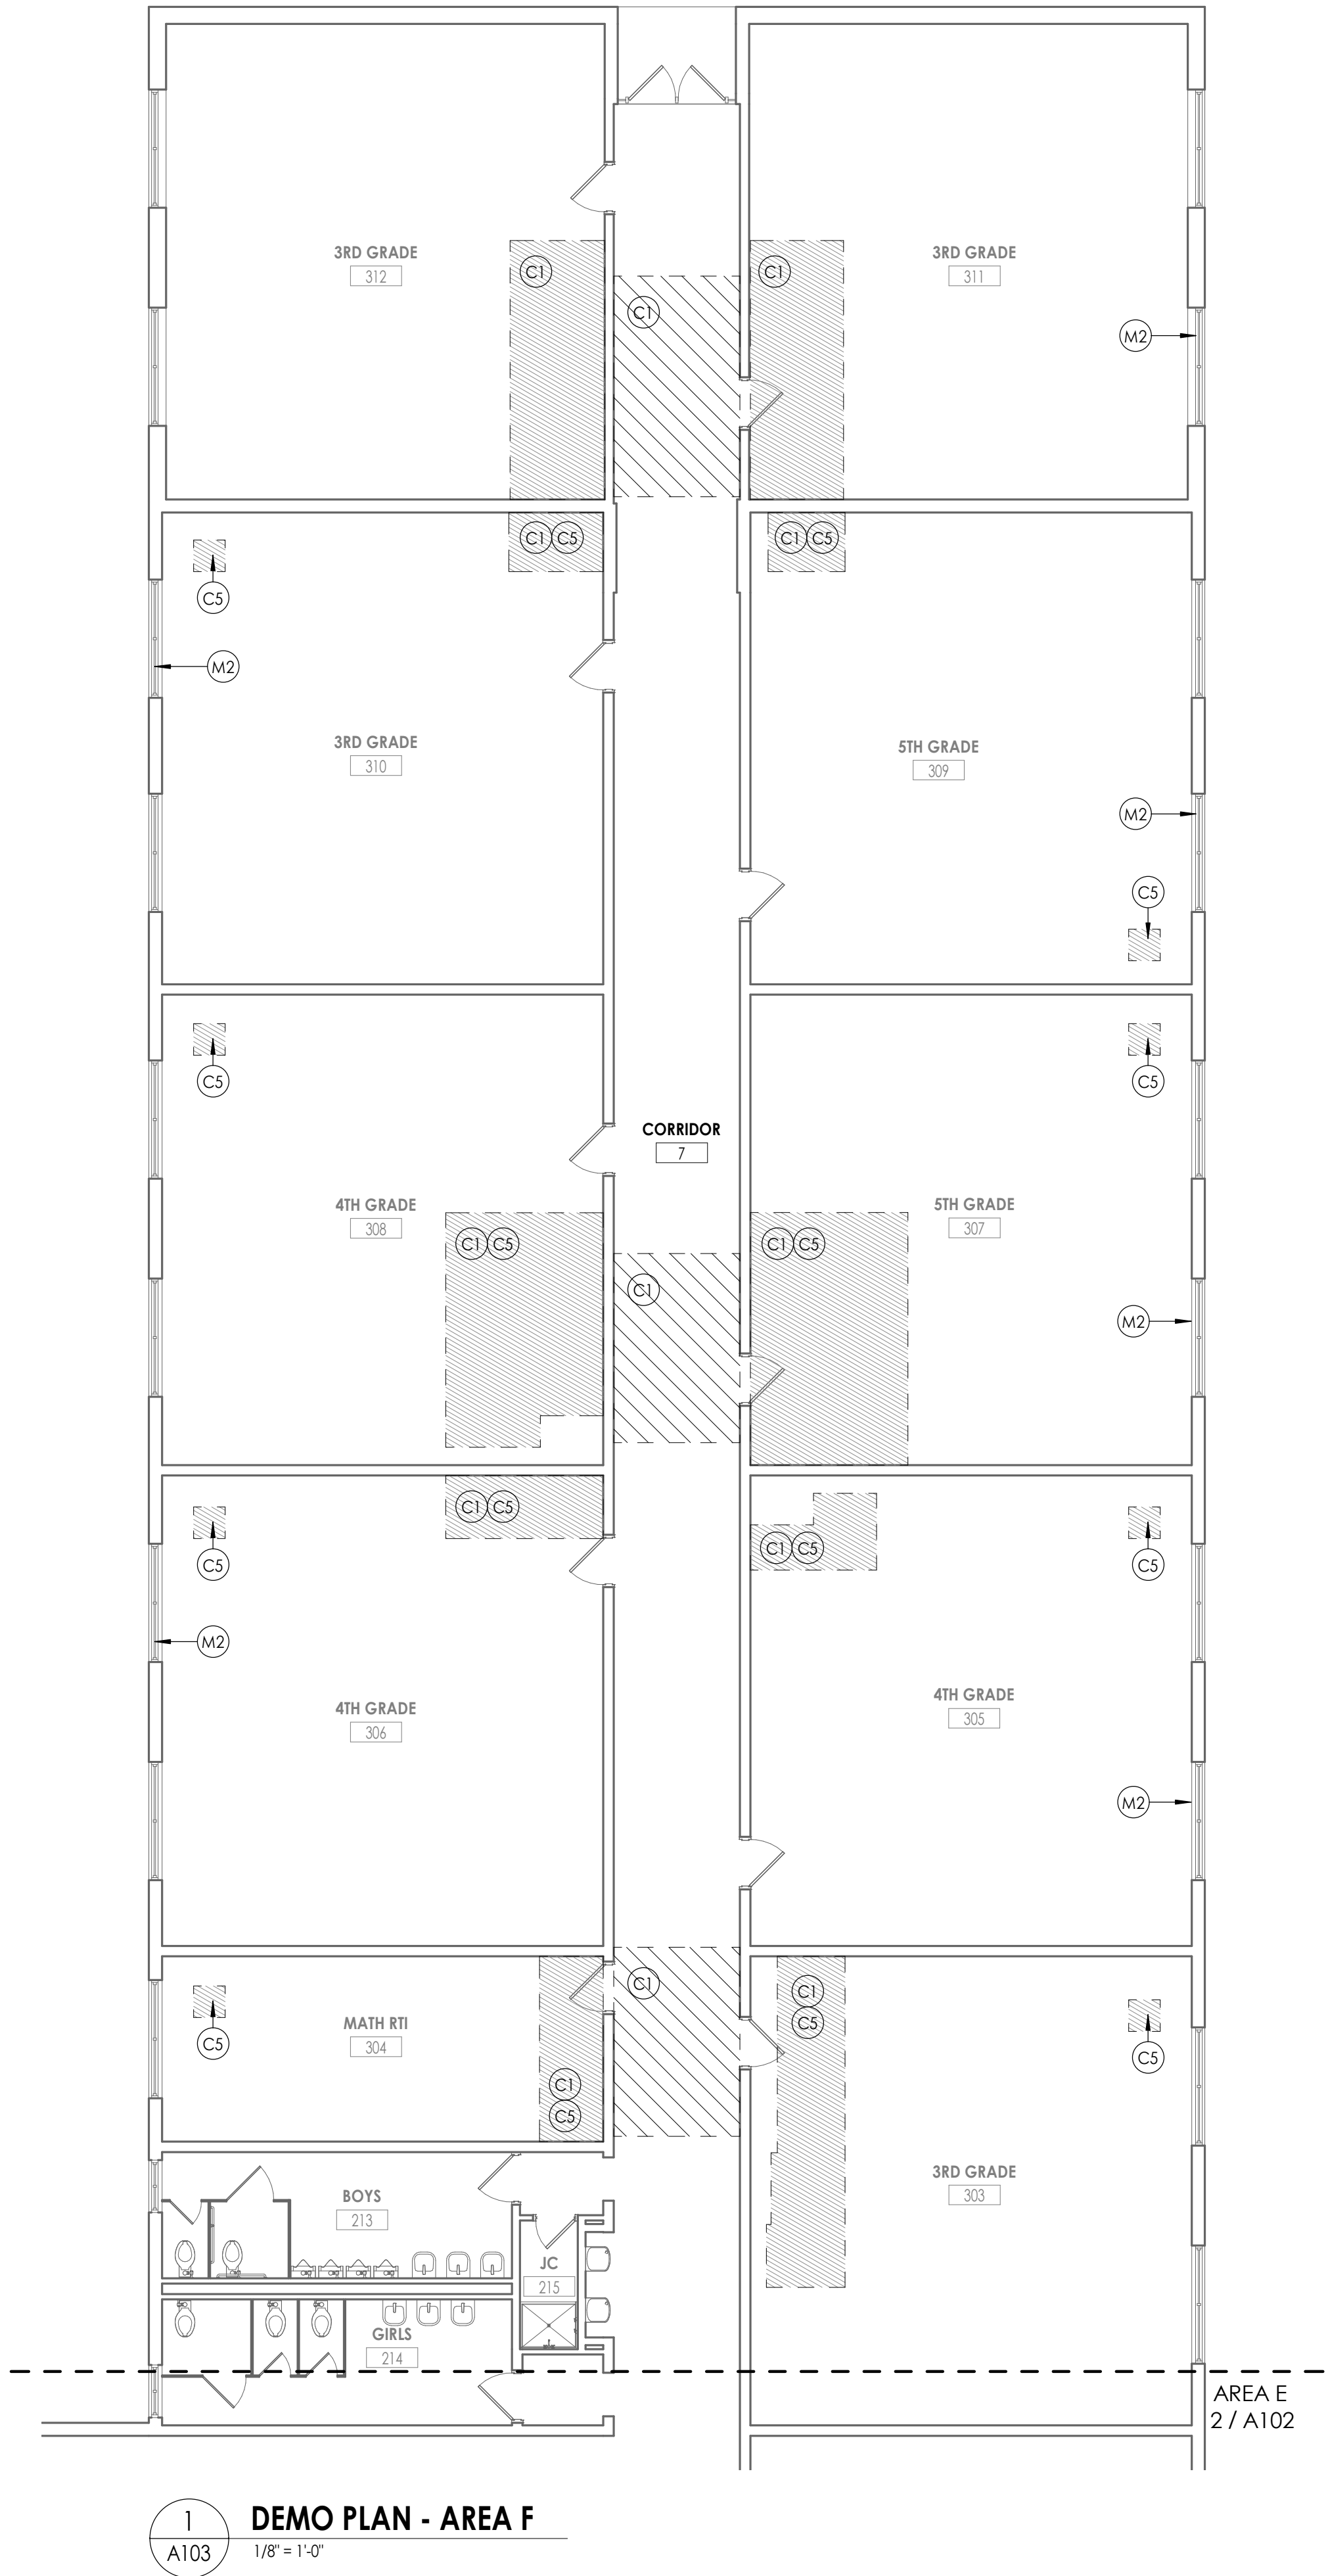 3RD GRADE
312
C1
C1
C1
3RD GRADE
311
M2
C1 C5
C1 C5
C5
M2
3RD GRADE
310
5TH GRADE
309
M2
C5
C5
C5
CORRIDOR
7
4TH GRADE
308
5TH GRADE
307
C1 C5
C1 C5
C1
M2
C1 C5
C1 C5
C5
C5
M2
4TH GRADE
306
4TH GRADE
305
M2
C1
C1
C5
MATH RTI
304
C5
C5
C1
C5
3RD GRADE
303
BOYS
213
JC
215
GIRLS
214
AREA E
2 / A102
1
A103
DEMO PLAN - AREA F
1/8" = 1'-0"